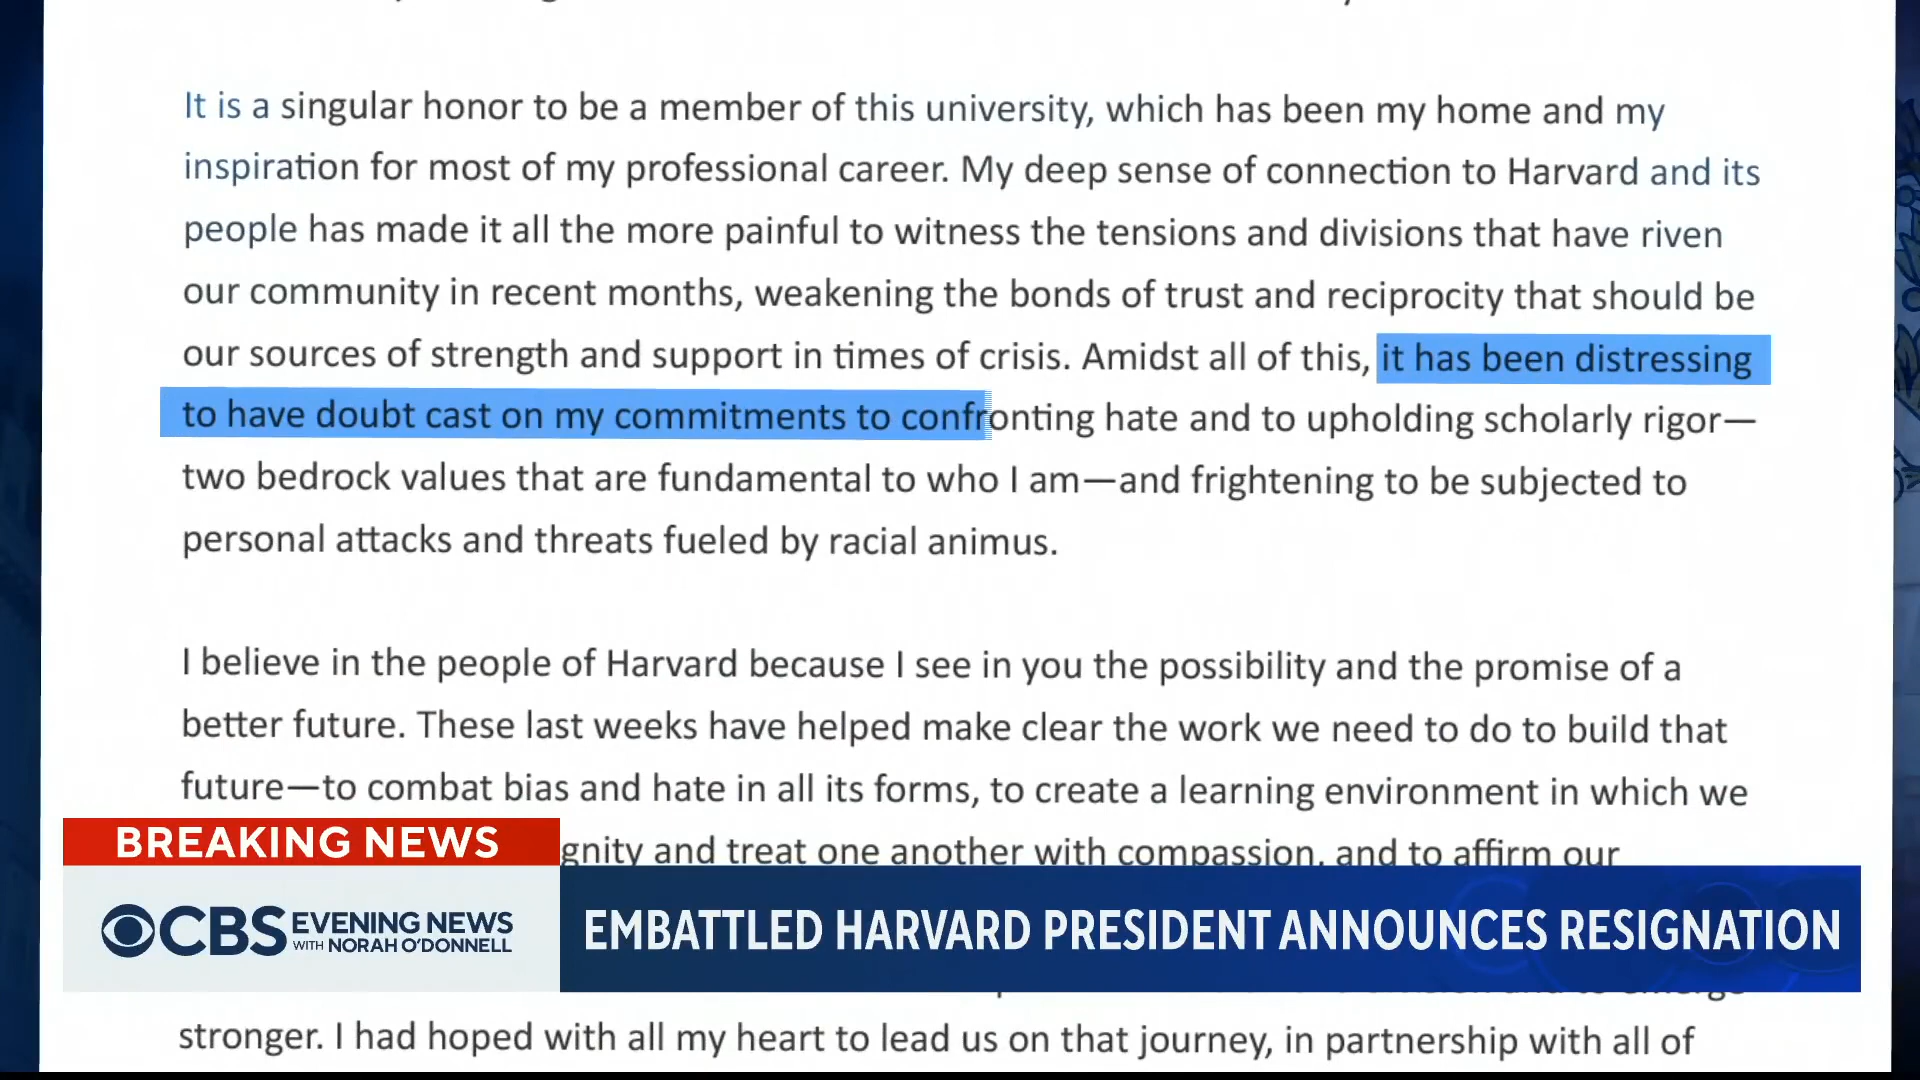 It is a singular honor to be a member of this university, which has been my home and my
inspiration for most of my professional career. My deep sense of connection to Harvard and its
people has made it all the more painful to witness the tensions and divisions that have riven
our community in recent months, weakening the bonds of trust and reciprocity that should be
our sources of strength and support in times of crisis. Amidst all of this, it has been distressing
to have doubt cast on my commitments to confronting hate and to upholding scholarly rigor—
two bedrock values that are fundamental to who I am—and frightening to be subjected to
personal attacks and threats fueled by racial animus.
I believe in the people of Harvard because I see in you the possibility and the promise of a
better future. These last weeks have helped make clear the work we need to do to build that
future—to combat bias and hate in all its forms, to create a learning environment in which we
gnity and treat one another with compassion, and to affirm our
BREAKING NEWS
CBS EVENING NEWS
WITH NORAH O'DONNELL
EMBATTLED HARVARD PRESIDENT ANNOUNCES RESIGNATION
stronger. I had hoped with all my heart to lead us on that journey, in partnership with all of